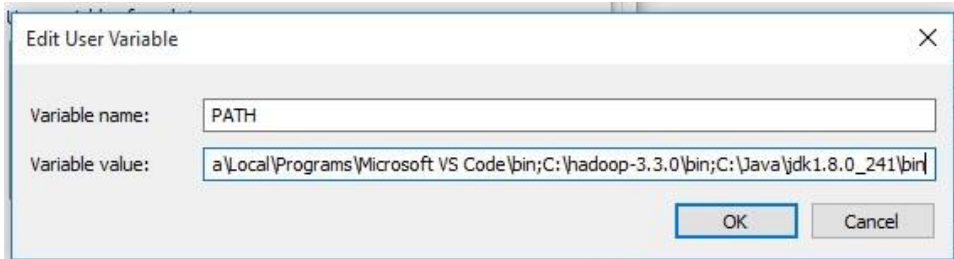 Edit User Variable
Variable name: PATH
Variable value: a\Local\Programs\Microsoft VS Code\bin;C:\hadoop-3.3.0\bin;C:\Java\jdk1.8.0_241\bin
OK Cancel